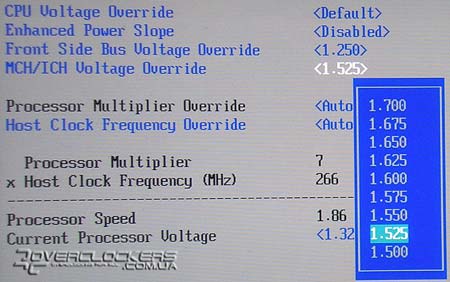 CPU Voltage Override <Default>
Enhanced Power Slope <Disabled>
Front Side Bus Voltage Override <1.250>
MCH/ICH Voltage Override <1.525>
Processor Multiplier Override <Auto
Host Clock Frequency Override <Auto
Processor Multiplier 7
x Host Clock Frequency (MHz) 266
Processor Speed 1.86
Current Processor Voltage <1.32
1.700
1.675
1.650
1.625
1.600
1.575
1.550
1.525
1.500
OVERCLOCKERS
.COM.UA